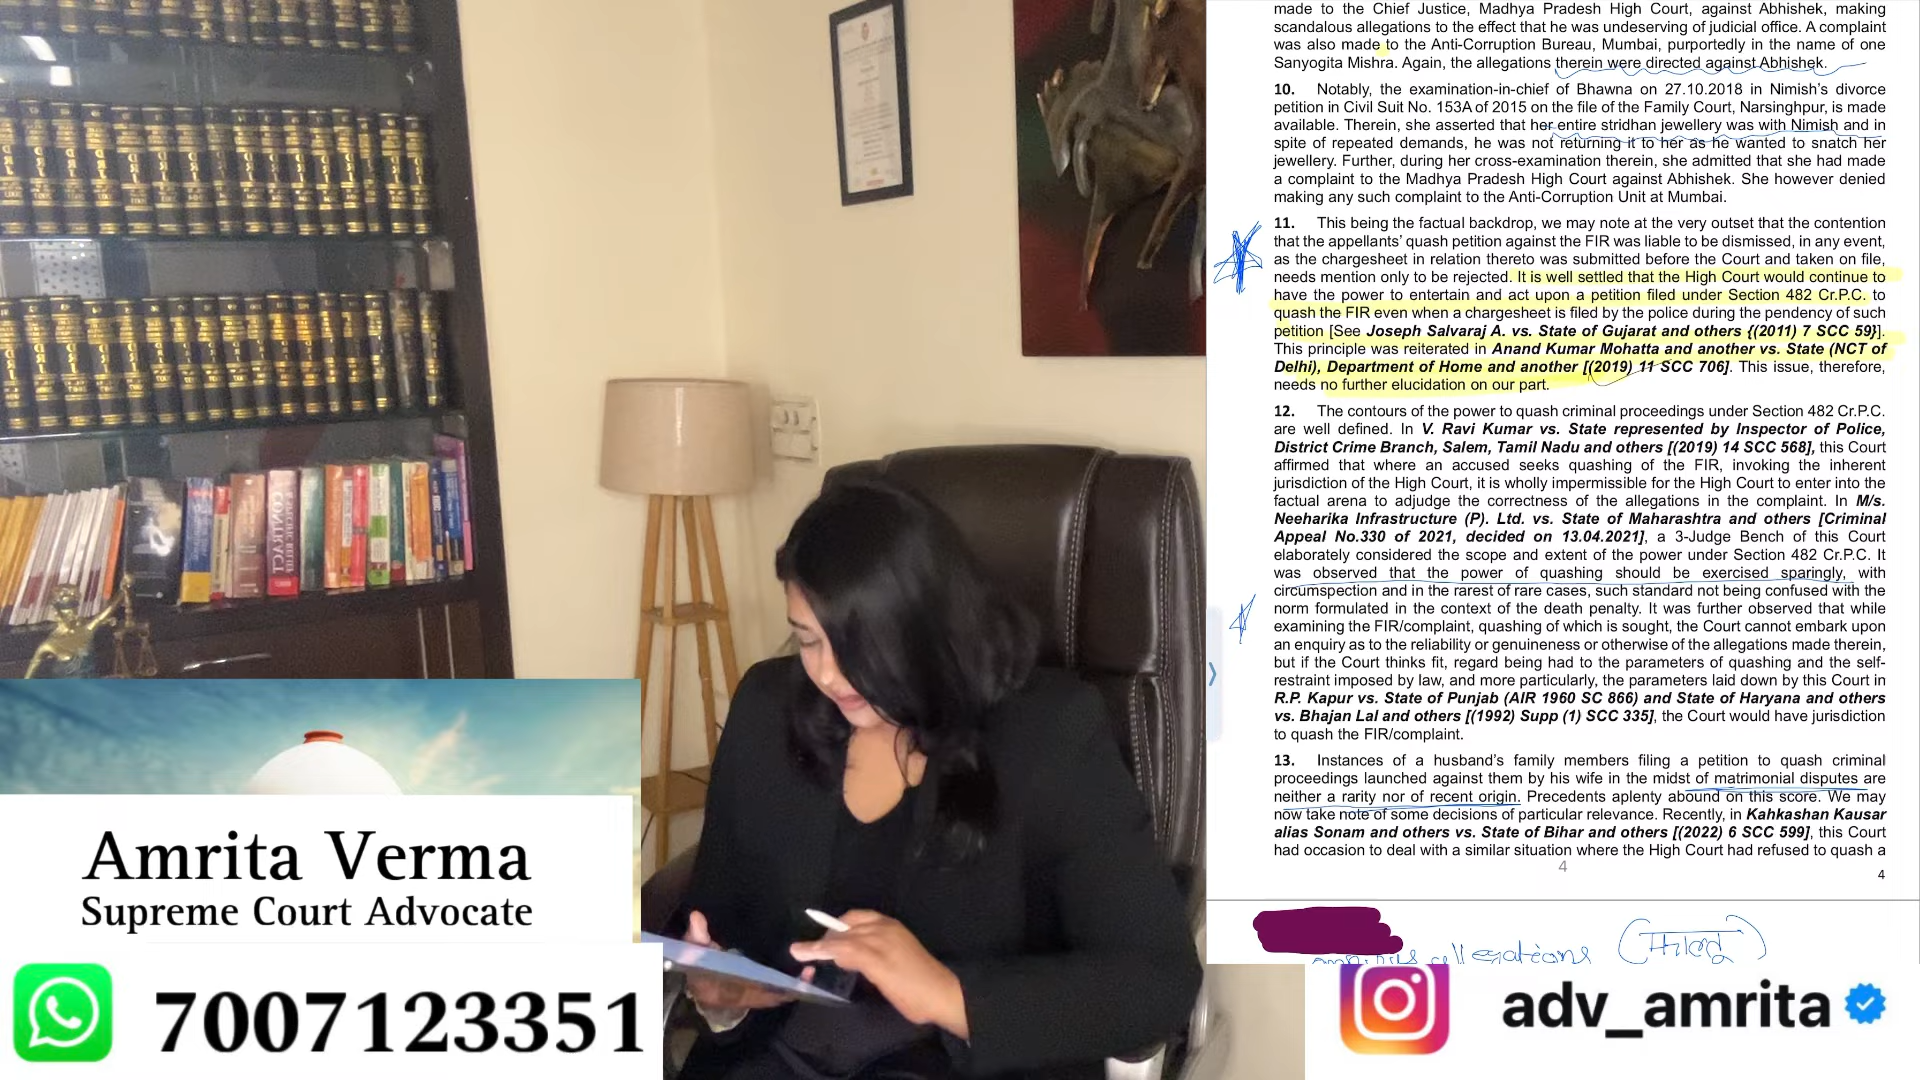 made to the Chief Justice, Madhya Pradesh High Court, against Abhishek, making
scandalous allegations to the effect that he was undeserving of judicial office. A complaint
was also made to the Anti-Corruption Bureau, Mumbai, purportedly in the name of one
Sanyogita Mishra. Again, the allegations therein were directed against Abhishek.
10. Notably, the examination-in-chief of Bhawna on 27.10.2018 in Nimish's divorce
petition in Civil Suit No. 153A of 2015 on the file of the Family Court, Narsinghpur, is made
available. Therein, she asserted that her entire stridhan jewellery was with Nimish and in
spite of repeated demands, he was not returning it to her as he wanted to snatch her
jewellery. Further, during her cross-examination therein, she admitted that she had made
a complaint to the Madhya Pradesh High Court against Abhishek. She however denied
making any such complaint to the Anti-Corruption Unit at Mumbai.
11. This being the factual backdrop, we may note at the very outset that the contention
that the appellants' quash petition against the FIR was liable to be dismissed, in any event,
as the chargesheet in relation thereto was submitted before the Court and taken on file,
needs mention only to be rejected. It is well settled that the High Court would continue to
have the power to entertain and act upon a petition filed under Section 482 Cr.P.C. to
quash the FIR even when a chargesheet is filed by the police during the pendency of such
petition [See Joseph Salvaraj A. vs. State of Gujarat and others {(2011) 7 SCC 59}].
This principle was reiterated in Anand Kumar Mohatta and another vs. State (NCT of
Delhi), Department of Home and another [(2019) 11 SCC 706]. This issue, therefore,
needs no further elucidation on our part.
12. The contours of the power to quash criminal proceedings under Section 482 Cr.P.C.
are well defined. In V. Ravi Kumar vs. State represented by Inspector of Police,
District Crime Branch, Salem, Tamil Nadu and others [(2019) 14 SCC 568], this Court
affirmed that where an accused seeks quashing of the FIR, invoking the inherent
jurisdiction of the High Court, it is wholly impermissible for the High Court to enter into the
factual arena to adjudge the correctness of the allegations in the complaint. In M/s.
Neeharika Infrastructure (P). Ltd. vs. State of Maharashtra and others [Criminal
Appeal No.330 of 2021, decided on 13.04.2021], a 3-Judge Bench of this Court
elaborately considered the scope and extent of the power under Section 482 Cr.P.C. It
was observed that the power of quashing should be exercised sparingly, with
circumspection and in the rarest of rare cases, such standard not being confused with the
norm formulated in the context of the death penalty. It was further observed that while
examining the FIR/complaint, quashing of which is sought, the Court cannot embark upon
an enquiry as to the reliability or genuineness or otherwise of the allegations made therein,
but if the Court thinks fit, regard being had to the parameters of quashing and the self-
restraint imposed by law, and more particularly, the parameters laid down by this Court in
R.P. Kapur vs. State of Punjab (AIR 1960 SC 866) and State of Haryana and others
vs. Bhajan Lal and others [(1992) Supp (1) SCC 335], the Court would have jurisdiction
to quash the FIR/complaint.
13. Instances of a husband's family members filing a petition to quash criminal
proceedings launched against them by his wife in the midst of matrimonial disputes are
neither a rarity nor of recent origin. Precedents aplenty abound on this score. We may
now take note of some decisions of particular relevance. Recently, in Kahkashan Kausar
alias Sonam and others vs. State of Bihar and others [(2022) 6 SCC 599], this Court
had occasion to deal with a similar situation where the High Court had refused to quash a
4
4
allegations
CONTRACT
Amrita Verma
Supreme Court Advocate
7007123351
adv_amrita